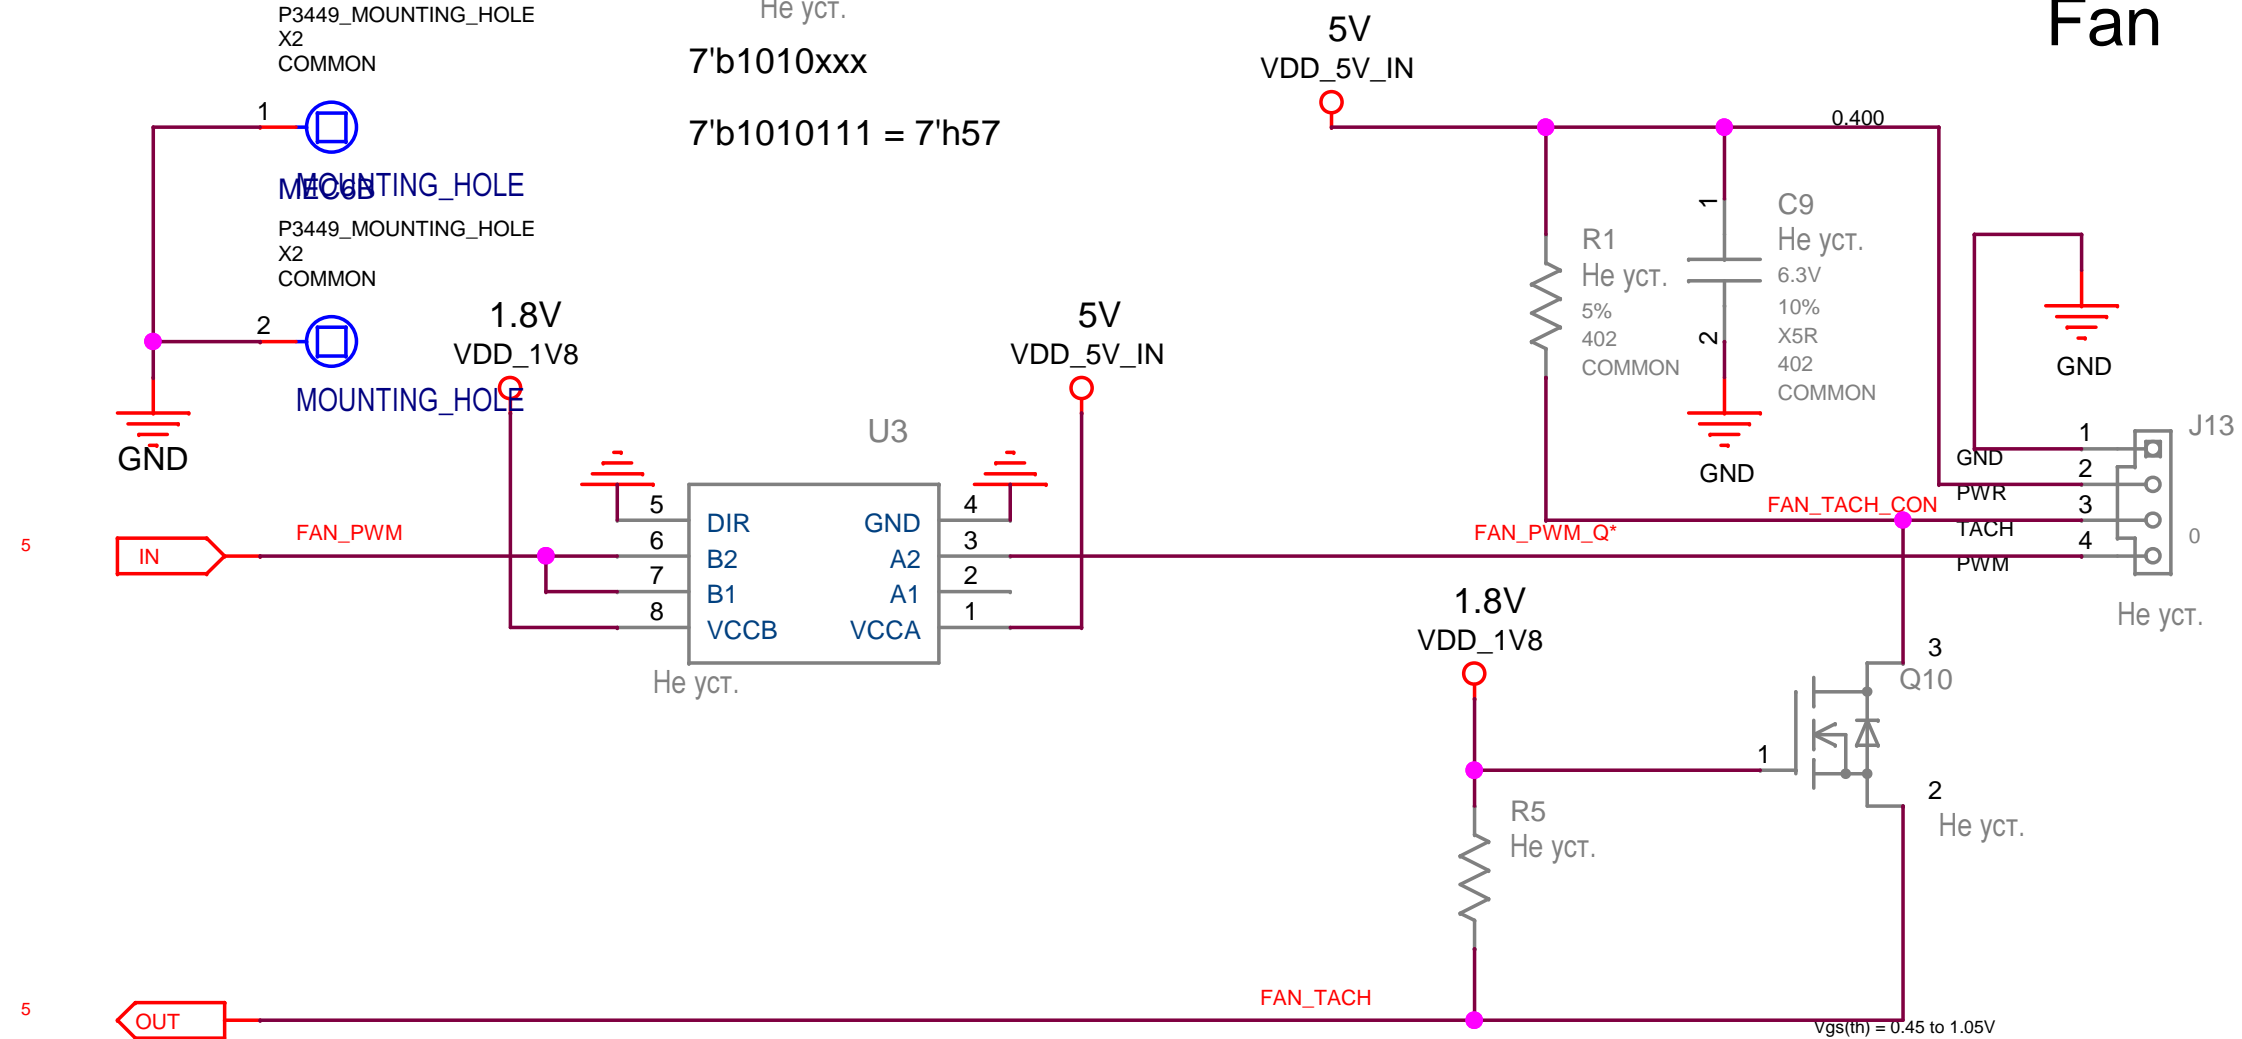 P3449_MOUNTING_HOLE
X2
COMMON
1
MEC6B
MOUNTING_HOLE
P3449_MOUNTING_HOLE
X2
COMMON
2
MOUNTING_HOLE
GND
Не уст.
7'b1010xxx
7'b1010111 = 7'h57
Fan
5V
VDD_5V_IN
0.400
R1
Не уст.
5%
402
COMMON
1
2
C9
Не уст.
6.3V
10%
X5R
402
COMMON
GND
GND
1.8V
VDD_1V8
5V
VDD_5V_IN
U3
5
DIR
GND
4
6
B2
A2
3
7
B1
A1
2
8
VCCB
VCCA
1
Не уст.
5
IN
FAN_PWM
FAN_PWM_Q*
FAN_TACH_CON
J13
1
GND
2
PWR
3
TACH
4
PWM
0
Не уст.
1.8V
VDD_1V8
1
3
Q10
2
Не уст.
R5
Не уст.
5
OUT
FAN_TACH
Vgs(th) = 0.45 to 1.05V